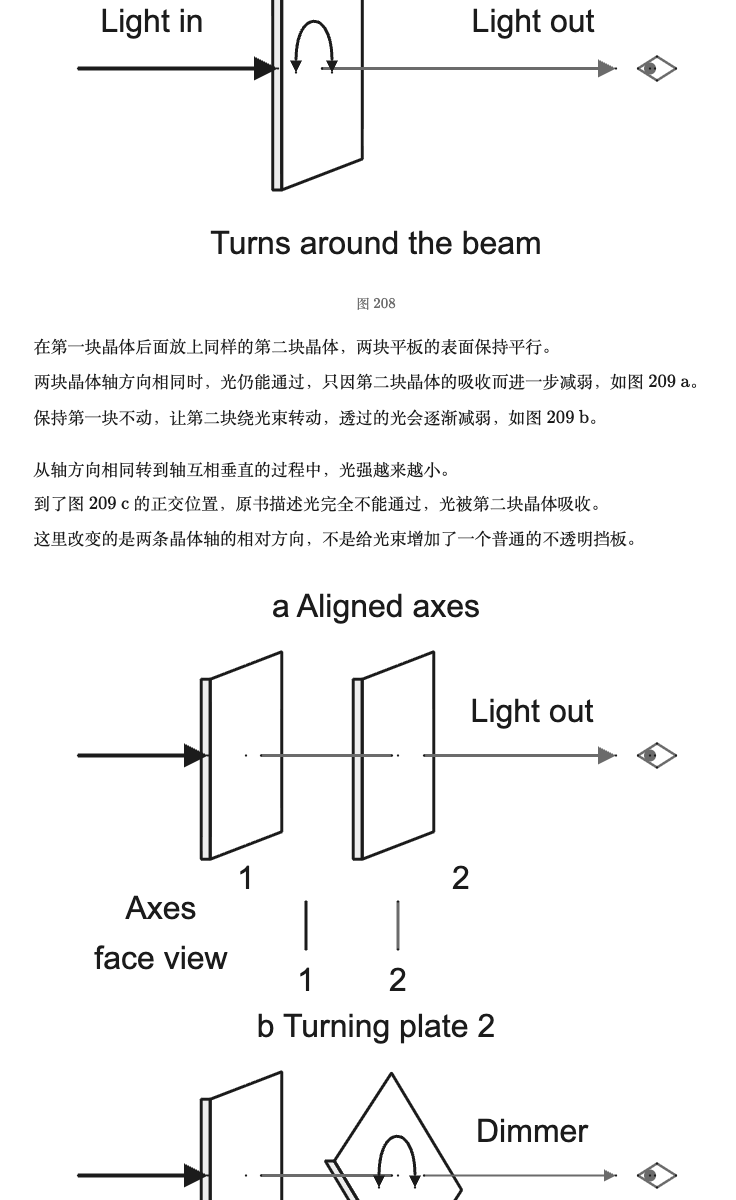 Light in
Light out
Turns around the beam
图 208
在第一块晶体后面放上同样的第二块晶体，两块平板的表面保持平行。
两块晶体轴方向相同时，光仍能通过，只因第二块晶体的吸收而进一步减弱，如图 209 a。
保持第一块不动，让第二块绕光束转动，透过的光会逐渐减弱，如图 209 b。
从轴方向相同转到轴互相垂直的过程中，光强越来越小。
到了图 209 c 的正交位置，原书描述光完全不能通过，光被第二块晶体吸收。
这里改变的是两条晶体轴的相对方向，不是给光束增加了一个普通的不透明挡板。
a Aligned axes
Light out
1
2
Axes
face view
1
2
b Turning plate 2
Dimmer